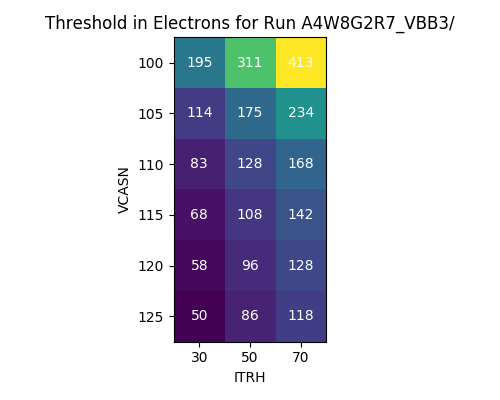 Threshold in Electrons for Run A4W8G2R7_VBB3/
100 195 311 413
105 114 175 234
110 83 128 168
115 68 108 142
120 58 96 128
125 50 86 118
VCASN
30 50 70
ITRH